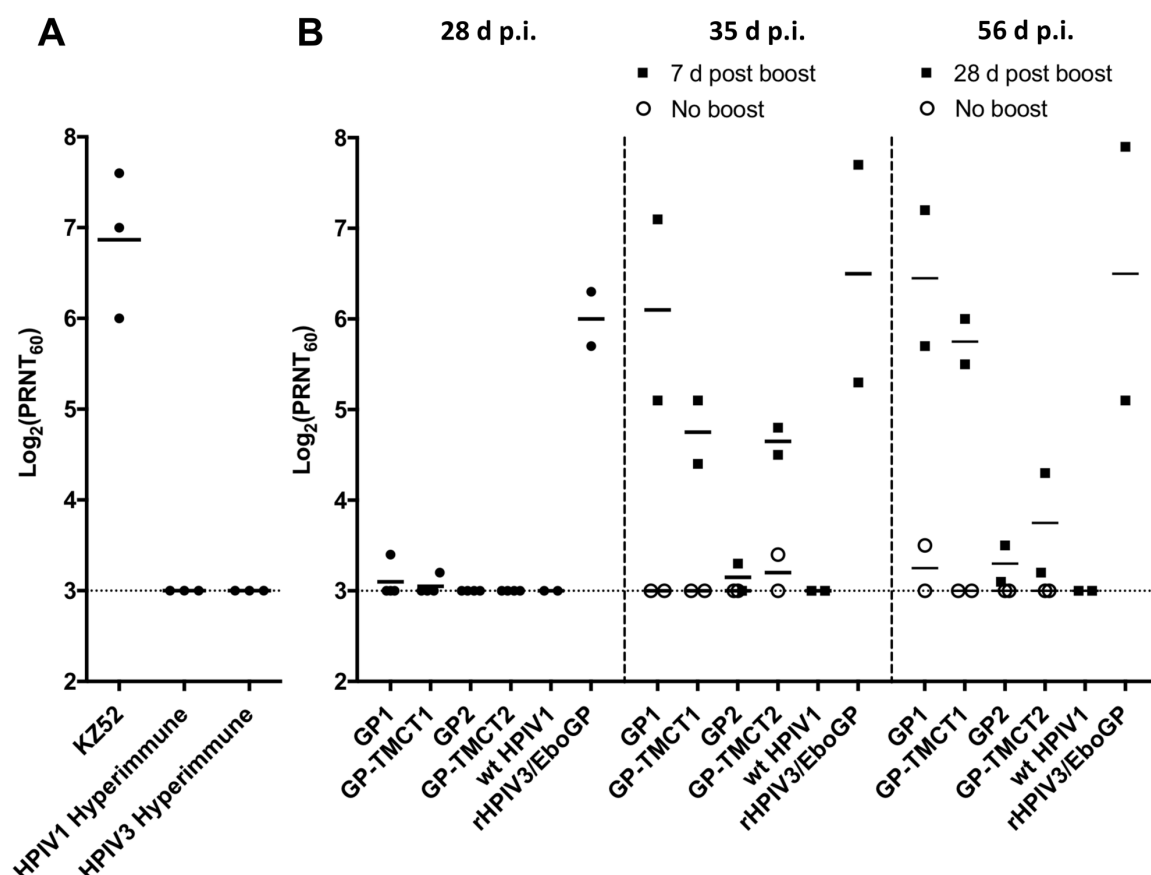 A
Log2(PRNT60)
8
7
6
5
4
3
2
KZ52
HPIV1 Hyperimmune
HPIV3 Hyperimmune
B
28 d p.i.
35 d p.i.
56 d p.i.
■ 7 d post boost
○ No boost
■ 28 d post boost
○ No boost
Log2(PRNT60)
8
7
6
5
4
3
2
GP1
GP-TMCT1
GP2
GP-TMCT2
wt HPIV1
rHPIV3/EboGP
GP1
GP-TMCT1
GP2
GP-TMCT2
wt HPIV1
rHPIV3/EboGP
GP1
GP-TMCT1
GP2
GP-TMCT2
wt HPIV1
rHPIV3/EboGP